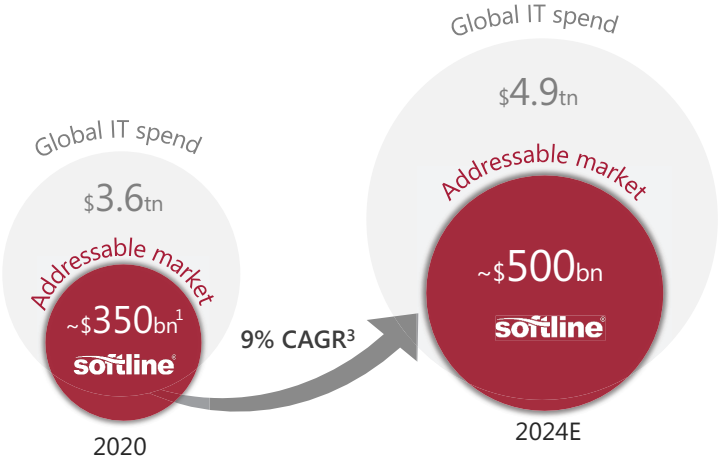 Global IT spend
$3.6tn
Addressable market
~$350bn¹
softline®
2020
9% CAGR³
Global IT spend
$4.9tn
Addressable market
~$500bn
softline®
2024E